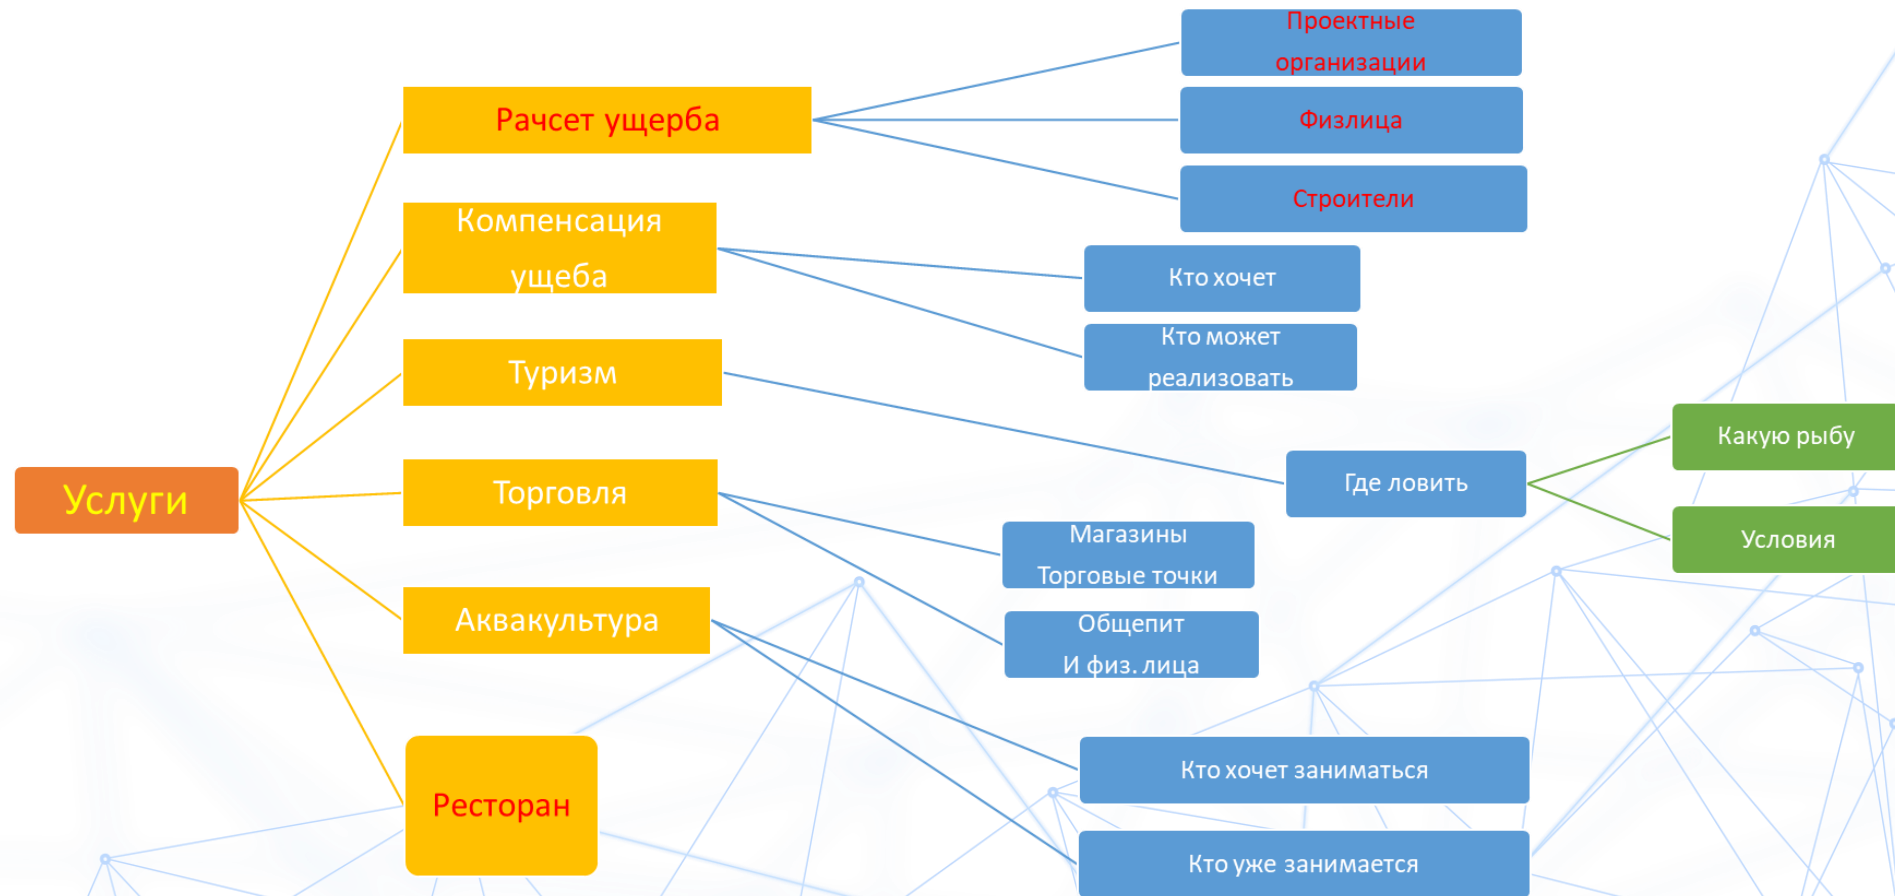 Проектные
организации
Рачсет ущерба
Физлица
Строители
Компенсация
ущеба
Кто хочет
Кто может
реализовать
Туризм
Какую рыбу
Где ловить
Услуги
Торговля
Условия
Магазины
Торговые точки
Аквакультура
Общепит
И физ. лица
Кто хочет заниматься
Ресторан
Кто уже занимается